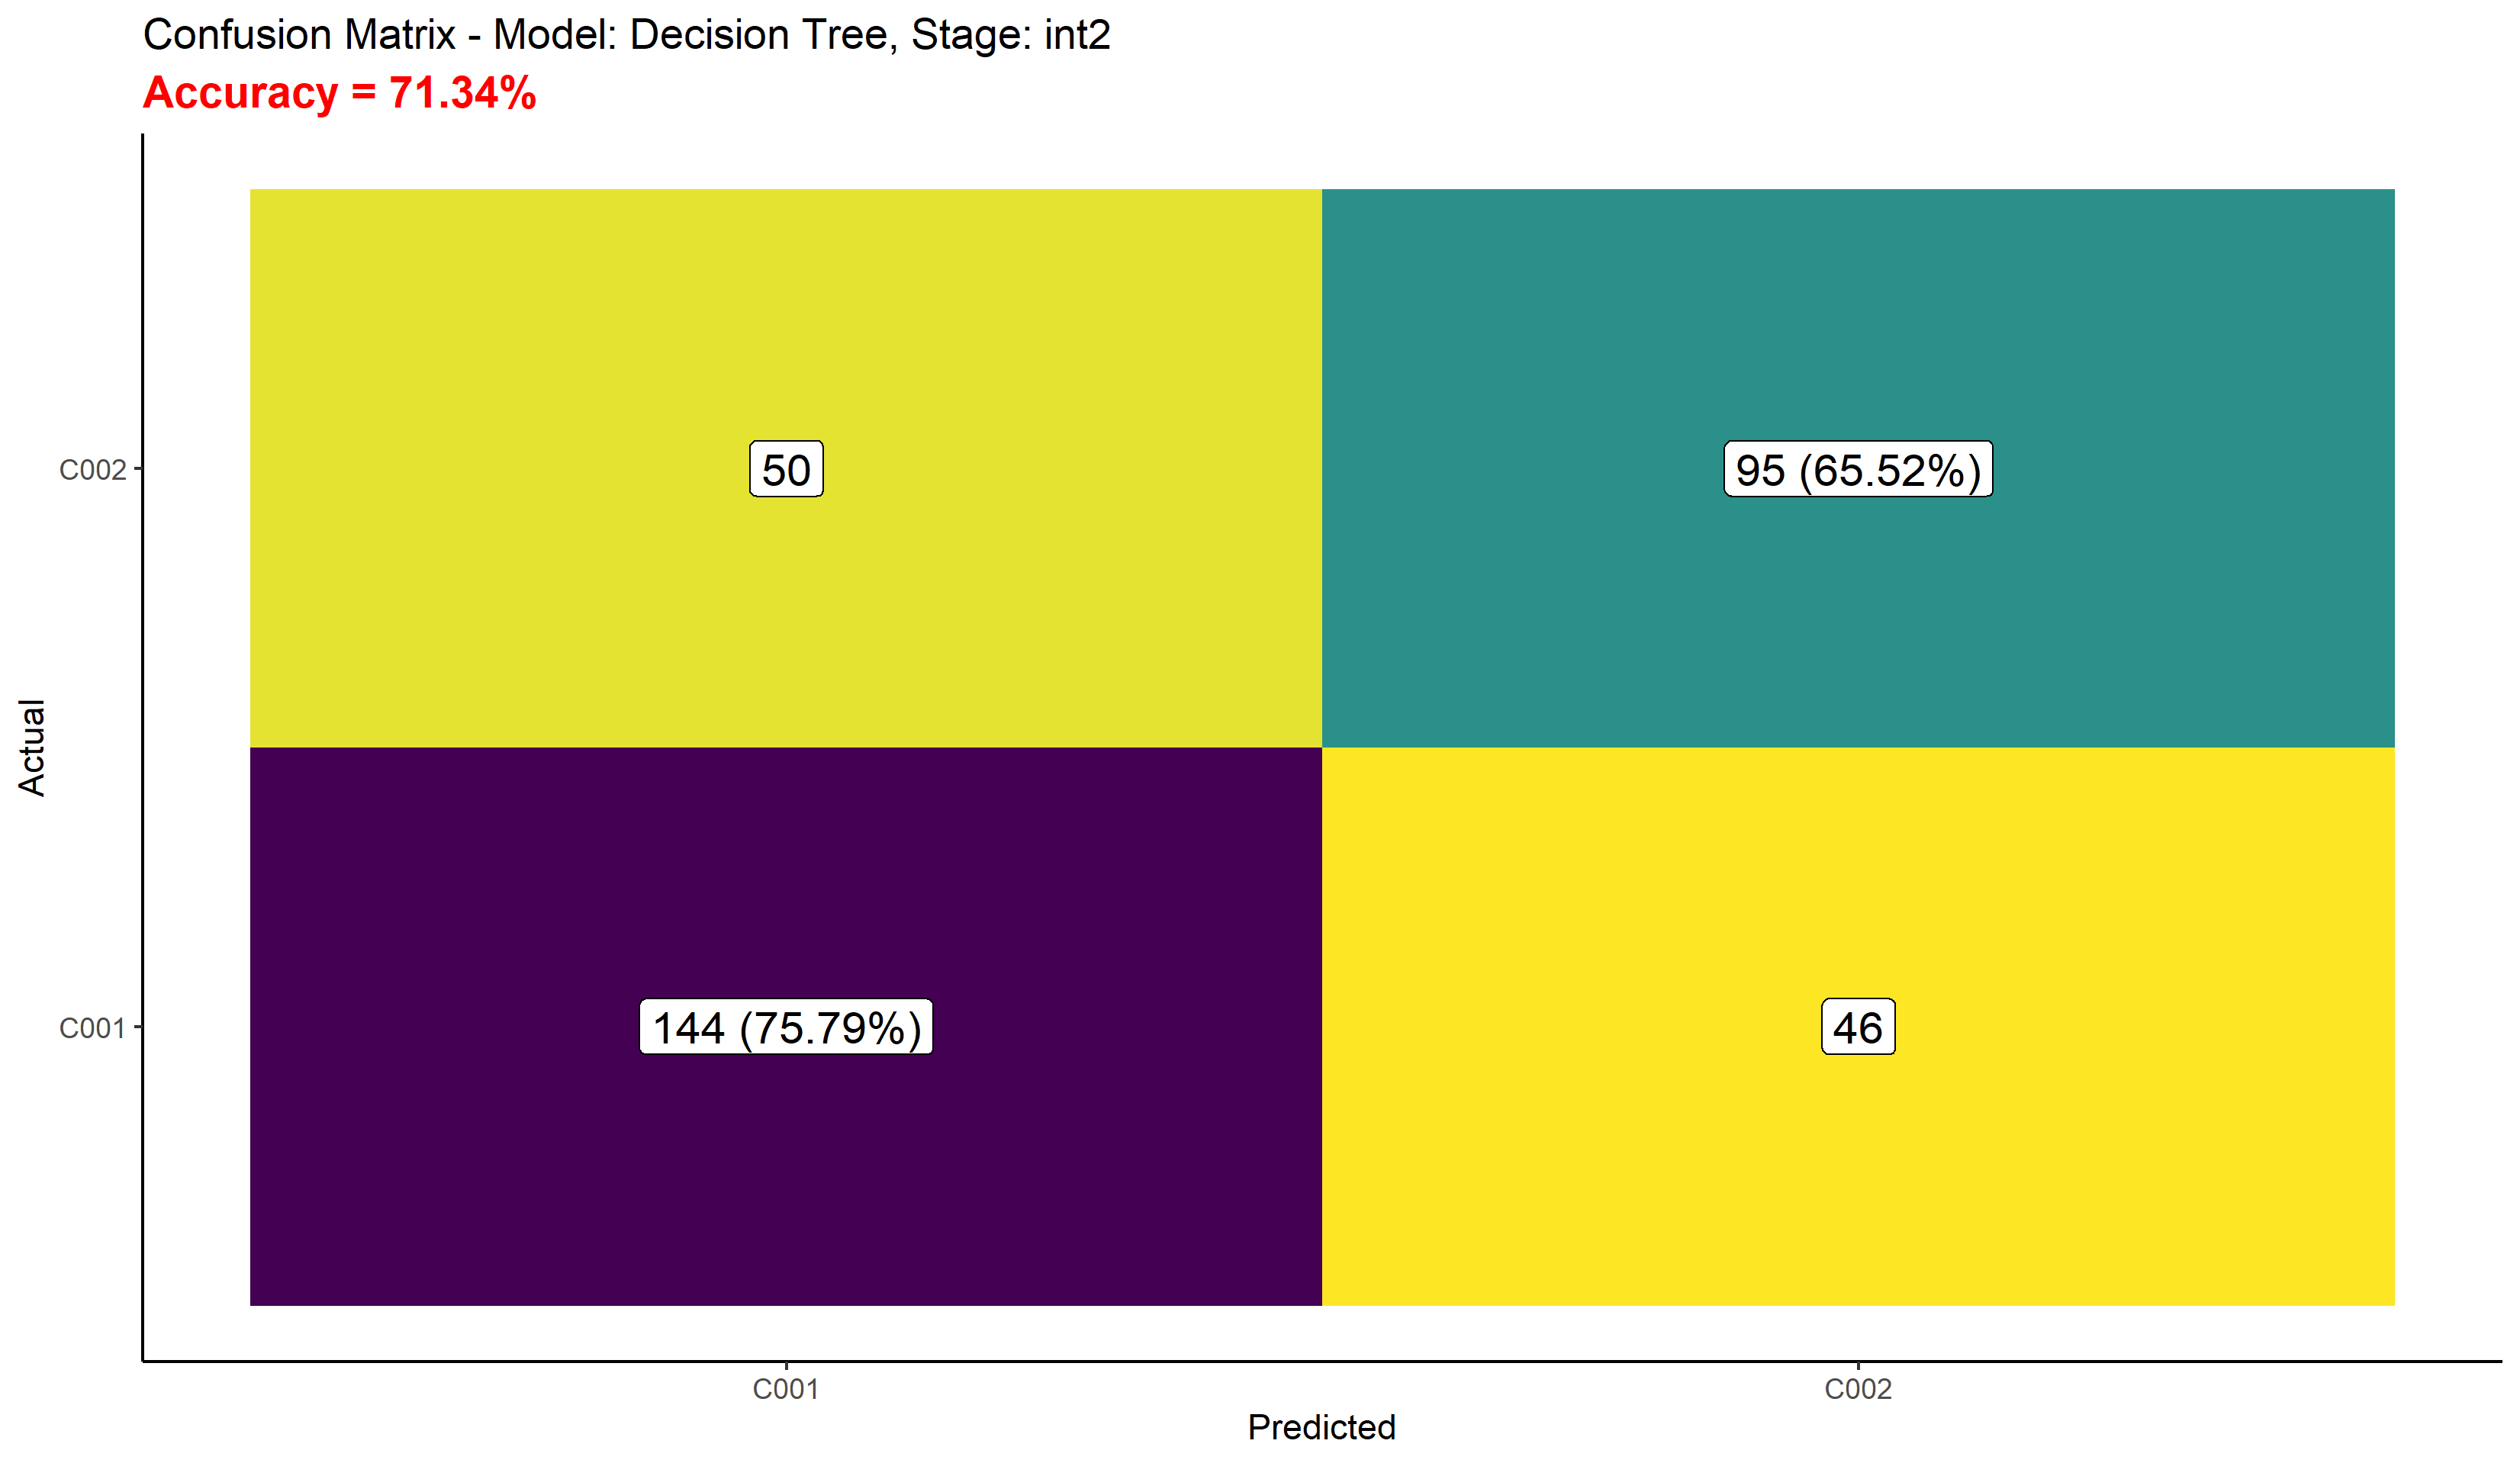 Confusion Matrix - Model: Decision Tree, Stage: int2
Accuracy = 71.34%
Actual
C002
50
95 (65.52%)
C001
144 (75.79%)
46
C001
C002
Predicted